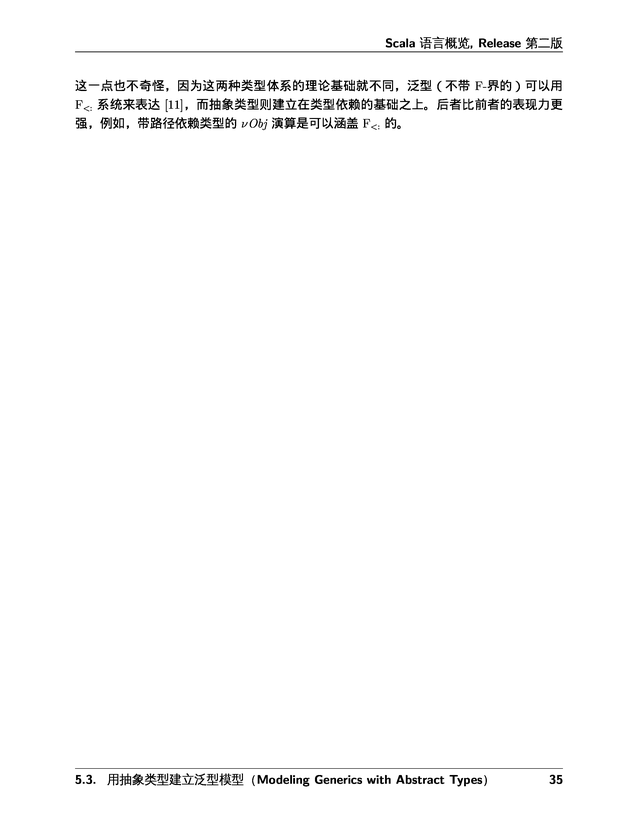 Scala 语言概览, Release 第二版
这一点也不奇怪，因为这两种类型体系的理论基础就不同，泛型（不带 F-界的）可以用
F<: 系统来表达 [11]，而抽象类型则建立在类型依赖的基础之上。后者比前者的表现力更
强，例如，带路径依赖类型的 νObj 演算是可以涵盖 F<: 的。
5.3. 用抽象类型建立泛型模型（Modeling Generics with Abstract Types） 35